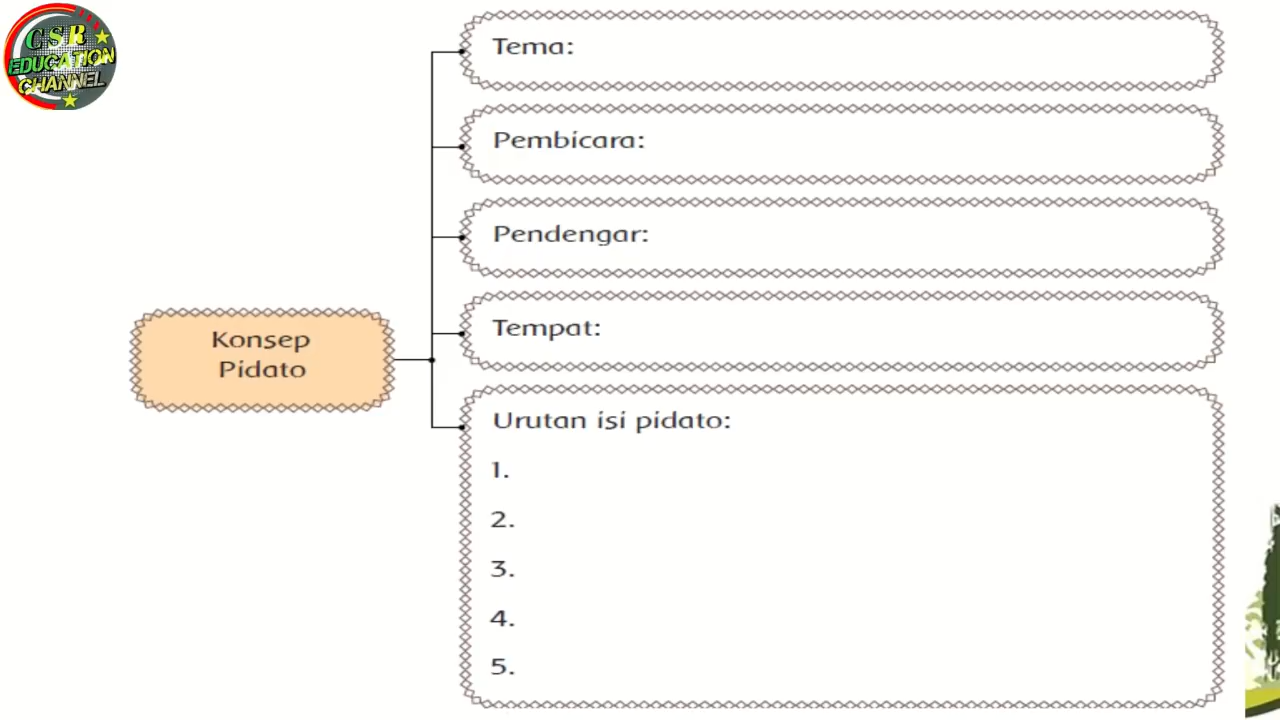 CSR
EDUCATION
CHANNEL
Tema:
Pembicara:
Pendengar:
Tempat:
Konsep
Pidato
Urutan isi pidato:
1.
2.
3.
4.
5.